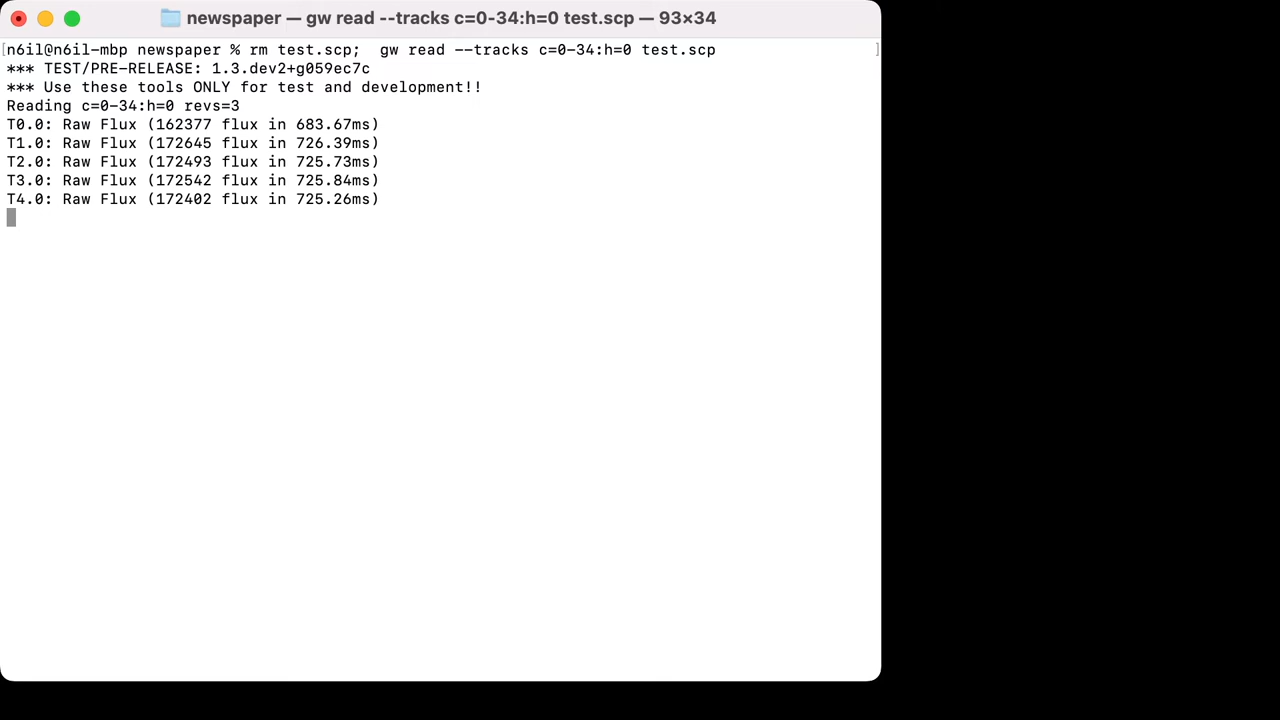 newspaper — gw read --tracks c=0-34:h=0 test.scp — 93×34
[n6il@n6il-mbp newspaper % rm test.scp;  gw read --tracks c=0-34:h=0 test.scp ]
*** TEST/PRE-RELEASE: 1.3.dev2+g059ec7c
*** Use these tools ONLY for test and development!!
Reading c=0-34:h=0 revs=3
T0.0: Raw Flux (162377 flux in 683.67ms)
T1.0: Raw Flux (172645 flux in 726.39ms)
T2.0: Raw Flux (172493 flux in 725.73ms)
T3.0: Raw Flux (172542 flux in 725.84ms)
T4.0: Raw Flux (172402 flux in 725.26ms)